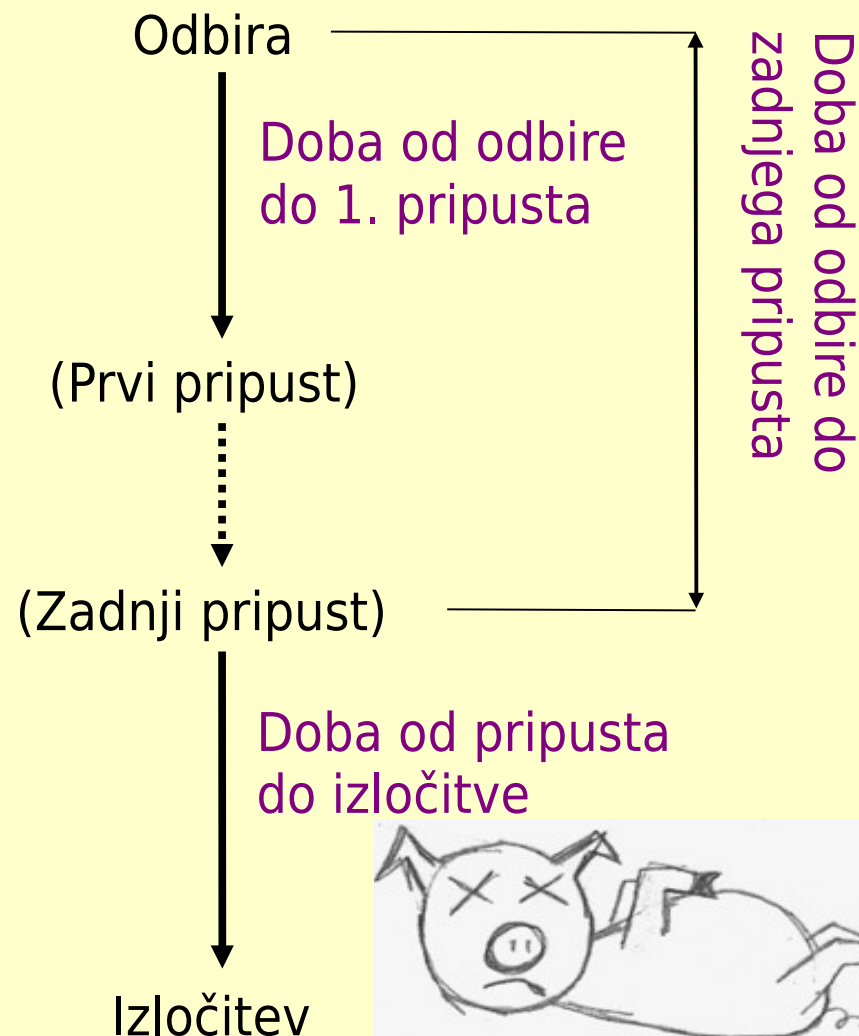 Odbira
Doba od odbire
do 1. pripusta
(Prvi pripust)
(Zadnji pripust)
Doba od pripusta
do izločitve
Izločitev
Doba od odbire do
zadnjega pripusta